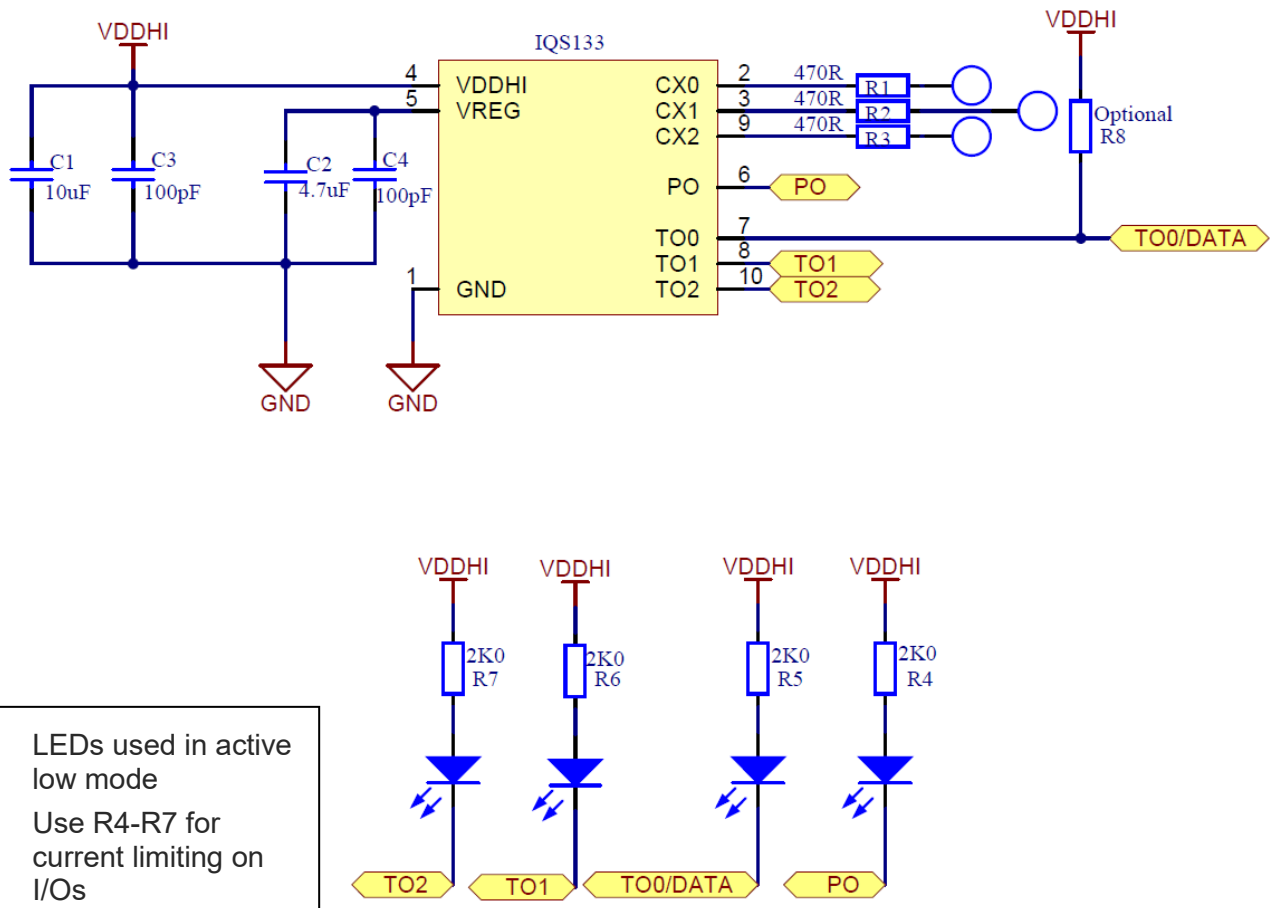 VDDHI
VDDHI
IQS133
4 VDDHI CX0 2 470R R1
5 VREG CX1 3 470R R2
CX2 9 470R R3
Optional
R8
C1
10uF
C3
100pF
C2
4.7uF
C4
100pF
PO 6 PO
TO0 7 TO0/DATA
TO1 8 TO1
1 GND TO2 10 TO2
GND
GND
VDDHI VDDHI VDDHI VDDHI
2K0 2K0 2K0 2K0
R7 R6 R5 R4
LEDs used in active
low mode
Use R4-R7 for
current limiting on
I/Os
TO2 TO1 TO0/DATA PO